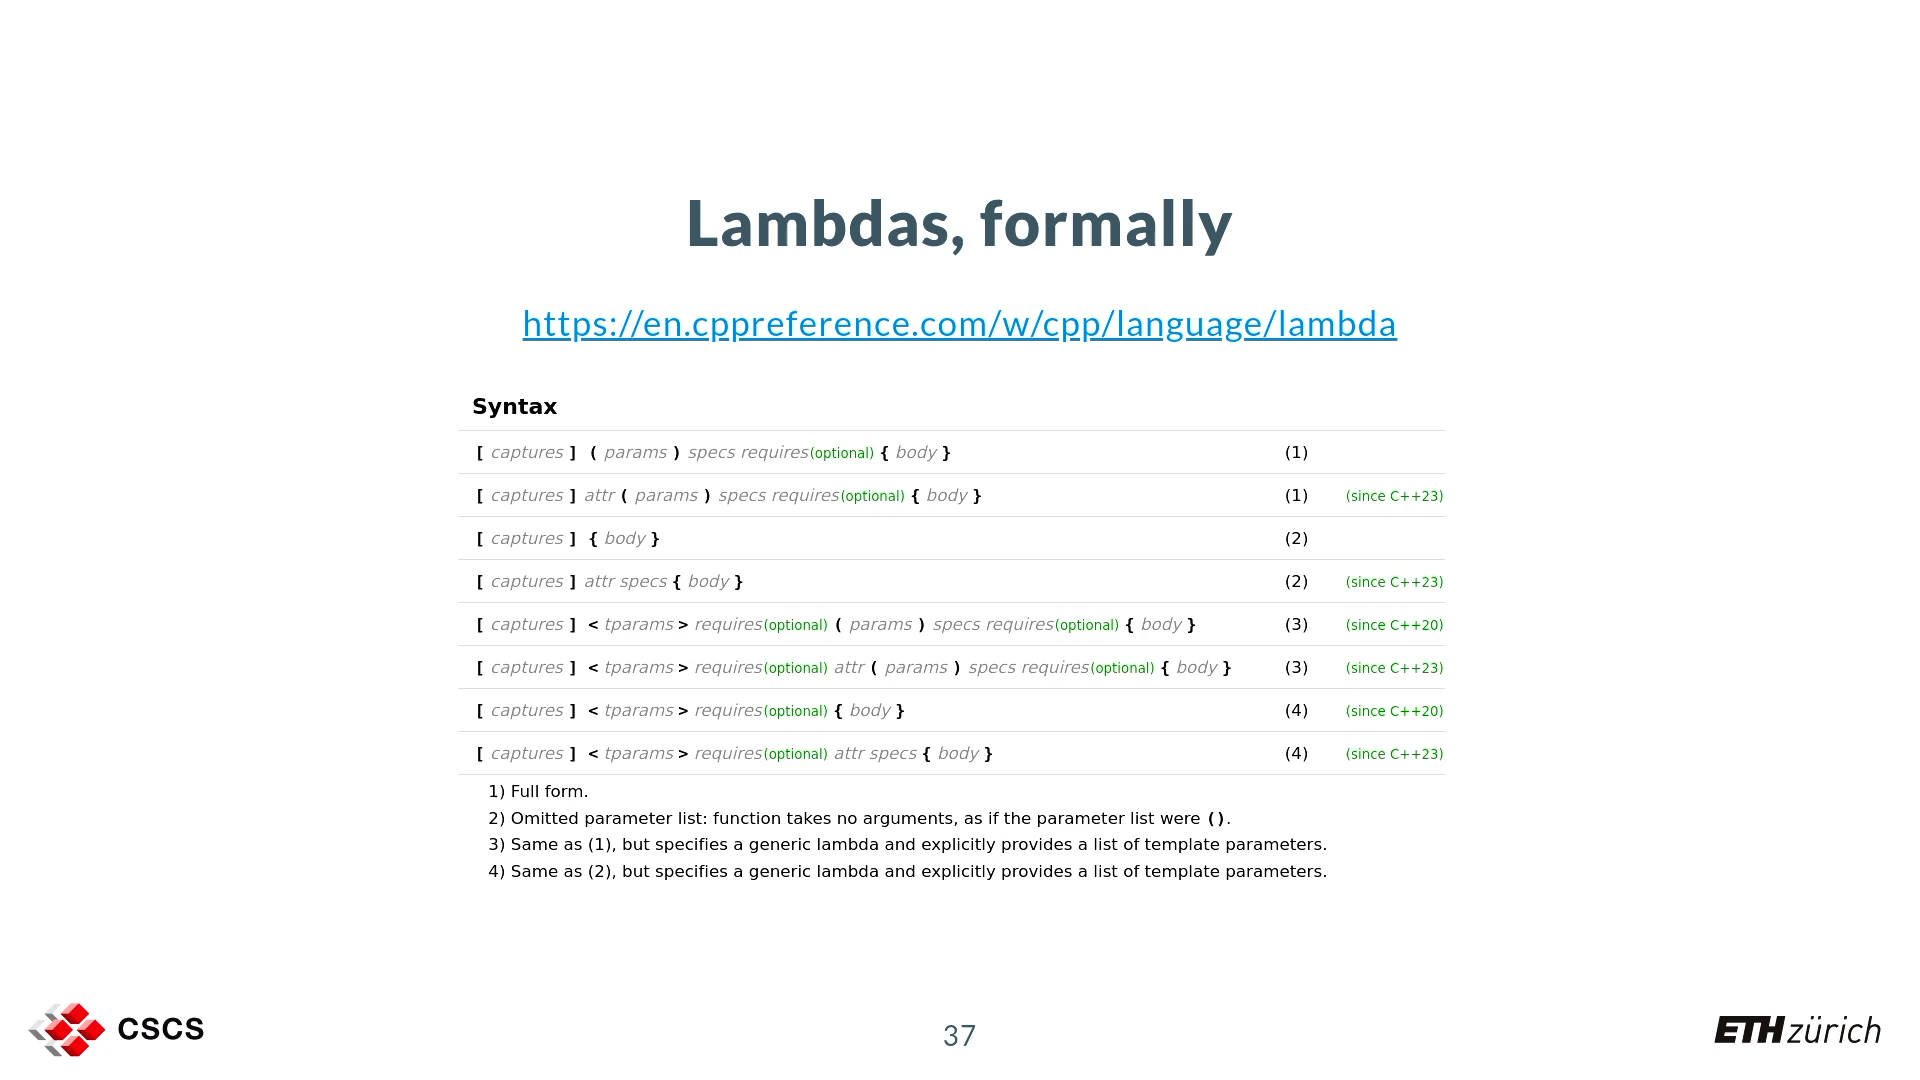 Lambdas, formally
https://en.cppreference.com/w/cpp/language/lambda
Syntax
[ captures ] ( params ) specs requires(optional) { body } (1)
[ captures ] attr ( params ) specs requires(optional) { body } (1) (since C++23)
[ captures ] { body } (2)
[ captures ] attr specs { body } (2) (since C++23)
[ captures ] < tparams > requires(optional) ( params ) specs requires(optional) { body } (3) (since C++20)
[ captures ] < tparams > requires(optional) attr ( params ) specs requires(optional) { body } (3) (since C++23)
[ captures ] < tparams > requires(optional) { body } (4) (since C++20)
[ captures ] < tparams > requires(optional) attr specs { body } (4) (since C++23)
1) Full form.
2) Omitted parameter list: function takes no arguments, as if the parameter list were ().
3) Same as (1), but specifies a generic lambda and explicitly provides a list of template parameters.
4) Same as (2), but specifies a generic lambda and explicitly provides a list of template parameters.
CSCS
37
ETH zürich